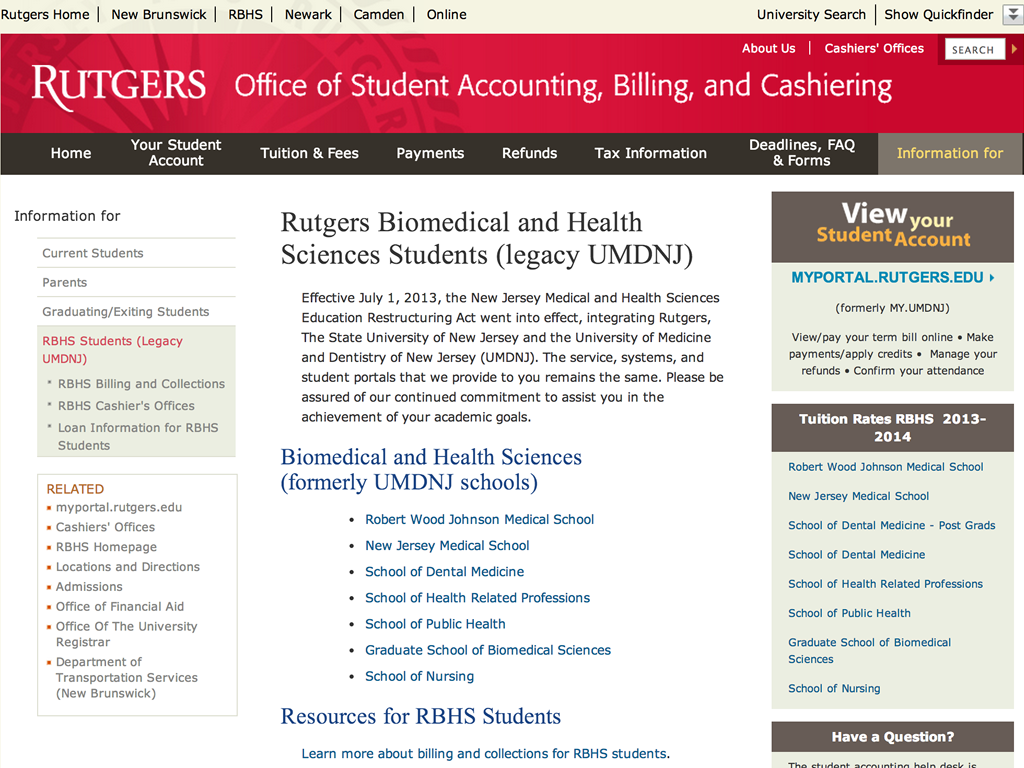 Rutgers Home | New Brunswick | RBHS | Newark | Camden | Online
University Search | Show Quickfinder
About Us | Cashiers' Offices
SEARCH
RUTGERS Office of Student Accounting, Billing, and Cashiering
Home
Your Student
Account
Tuition & Fees
Payments
Refunds
Tax Information
Deadlines, FAQ
& Forms
Information for
Information for
Current Students
Parents
Graduating/Exiting Students
RBHS Students (Legacy
UMDNJ)
* RBHS Billing and Collections
* RBHS Cashier's Offices
* Loan Information for RBHS
Students
RELATED
myportal.rutgers.edu
Cashiers' Offices
RBHS Homepage
Locations and Directions
Admissions
Office of Financial Aid
Office Of The University
Registrar
Department of
Transportation Services
(New Brunswick)
Rutgers Biomedical and Health
Sciences Students (legacy UMDNJ)
Effective July 1, 2013, the New Jersey Medical and Health Sciences
Education Restructuring Act went into effect, integrating Rutgers,
The State University of New Jersey and the University of Medicine
and Dentistry of New Jersey (UMDNJ). The service, systems, and
student portals that we provide to you remains the same. Please be
assured of our continued commitment to assist you in the
achievement of your academic goals.
Biomedical and Health Sciences
(formerly UMDNJ schools)
• Robert Wood Johnson Medical School
• New Jersey Medical School
• School of Dental Medicine
• School of Health Related Professions
• School of Public Health
• Graduate School of Biomedical Sciences
• School of Nursing
Resources for RBHS Students
Learn more about billing and collections for RBHS students.
View your
Student Account
MYPORTAL.RUTGERS.EDU
(formerly MY.UMDNJ)
View/pay your term bill online • Make
payments/apply credits • Manage your
refunds • Confirm your attendance
Tuition Rates RBHS 2013-
2014
Robert Wood Johnson Medical School
New Jersey Medical School
School of Dental Medicine - Post Grads
School of Dental Medicine
School of Health Related Professions
School of Public Health
Graduate School of Biomedical
Sciences
School of Nursing
Have a Question?
The student accounting help desk is